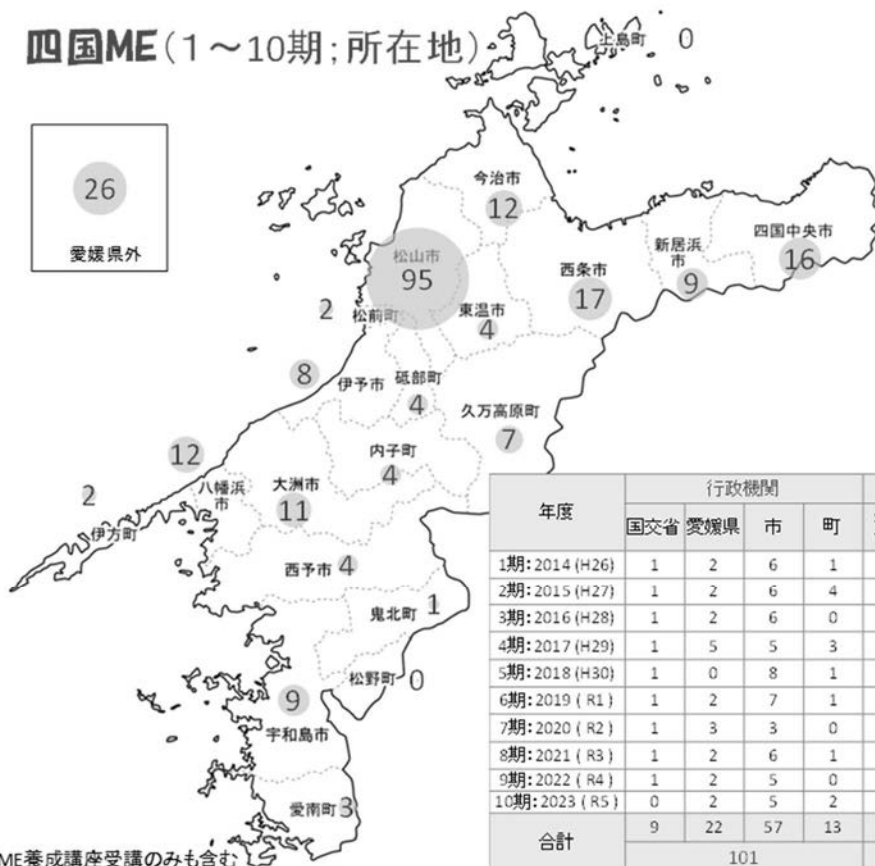 四国ME(1～10期;所在地)
上島町 0
26
愛媛県外
今治市
12
松山市
95
西条市
17
新居浜市
9
四国中央市
16
東温市
4
2
松前町
8
伊予市
砥部町
4
久万高原町
7
内子町
4
12
八幡浜市
大洲市
11
2
伊方町
西予市 4
鬼北町 1
松野町 0
9
宇和島市
愛南町 3
ME養成講座受講のみも含む
年度 行政機関
国交省 愛媛県 市 町
1期:2014 (H26) 1 2 6 1
2期:2015 (H27) 1 2 6 4
3期:2016 (H28) 1 2 6 0
4期:2017 (H29) 1 5 5 3
5期:2018 (H30) 1 0 8 1
6期:2019 ( R1 ) 1 2 7 1
7期:2020 ( R2 ) 1 3 3 0
8期:2021 ( R3 ) 1 2 6 1
9期:2022 ( R4 ) 1 2 5 0
10期:2023 ( R5 ) 0 2 5 2
合計 9 22 57 13
101